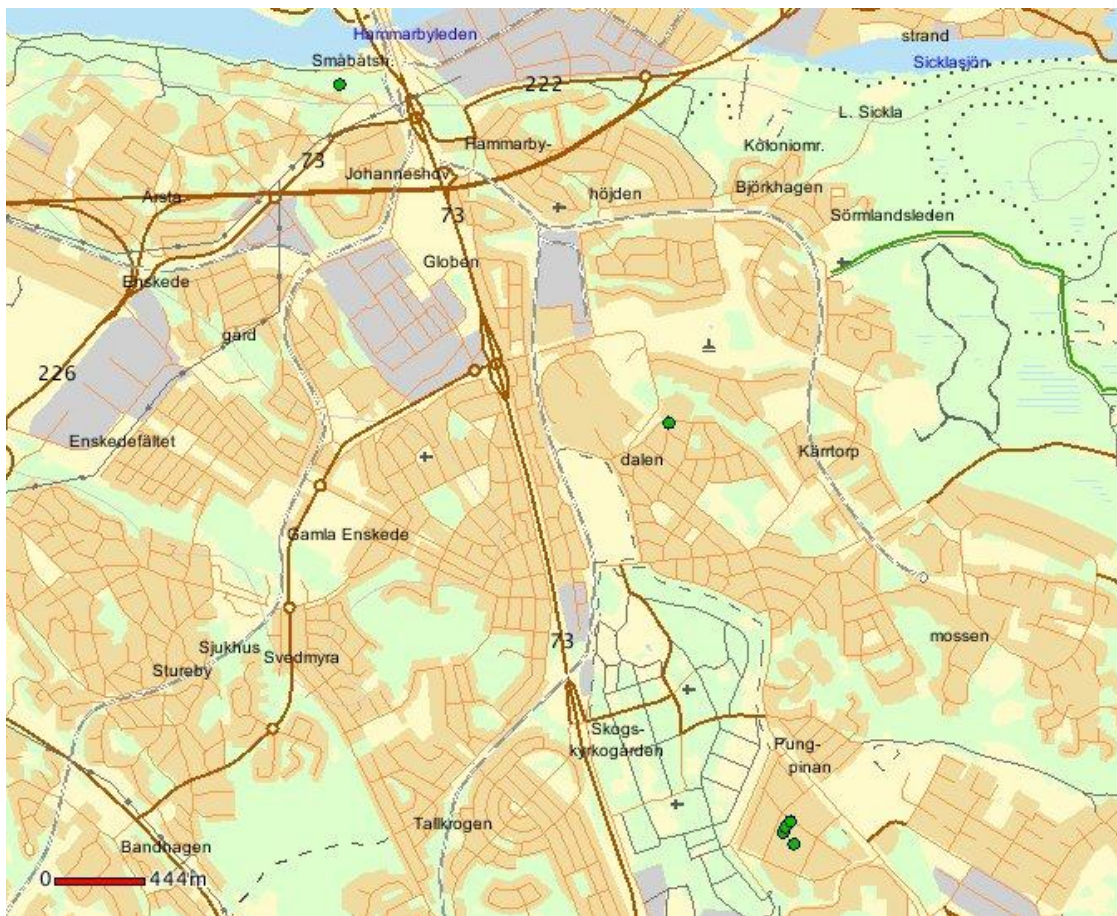 Hammarbyleden
strand
Småbåtsh.
Sicklasjön
222
L. Sickla
Hammarby-
Koloniomr.
73
Johanneshov
Björkhagen
höjden
Årsta
73
Sörmlandsleden
Globen
Enskede
gård
226
Enskedefältet
Kärrtorp
dalen
Gamla Enskede
73
mossen
Sjukhus
Svedmyra
Stureby
Skogs-
kyrkogården
Pung-
pinan
Tallkrogen
Bandhagen
0 444m